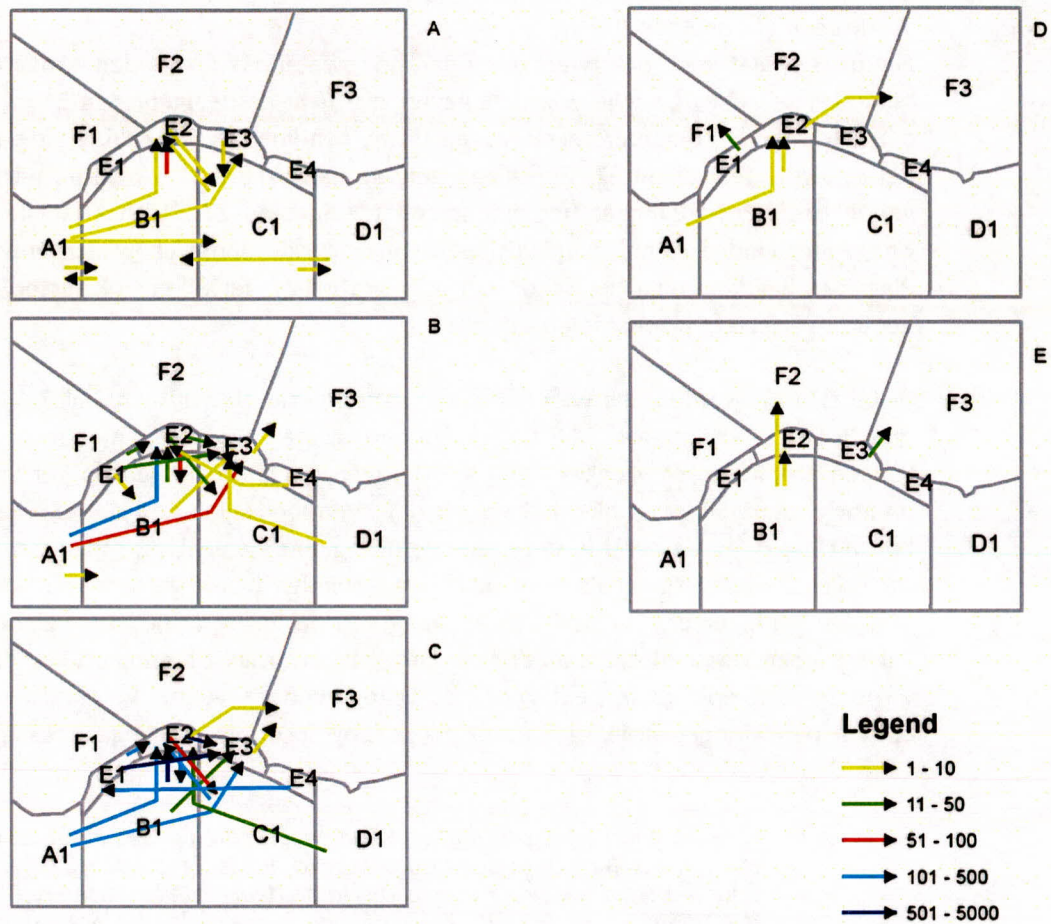 A
F2
F3
F1
E2
E3
E1
E4
B1
C1
A1
D1
B
F2
F3
F1
E2
E3
E1
E4
B1
C1
A1
D1
C
F2
F3
F1
E2
E3
E1
E4
B1
C1
A1
D1
D
F2
F3
F1
E2
E3
E1
E4
B1
C1
A1
D1
E
F2
F3
F1
E2
E3
E1
E4
B1
C1
A1
D1
Legend
1 - 10
11 - 50
51 - 100
101 - 500
501 - 5000